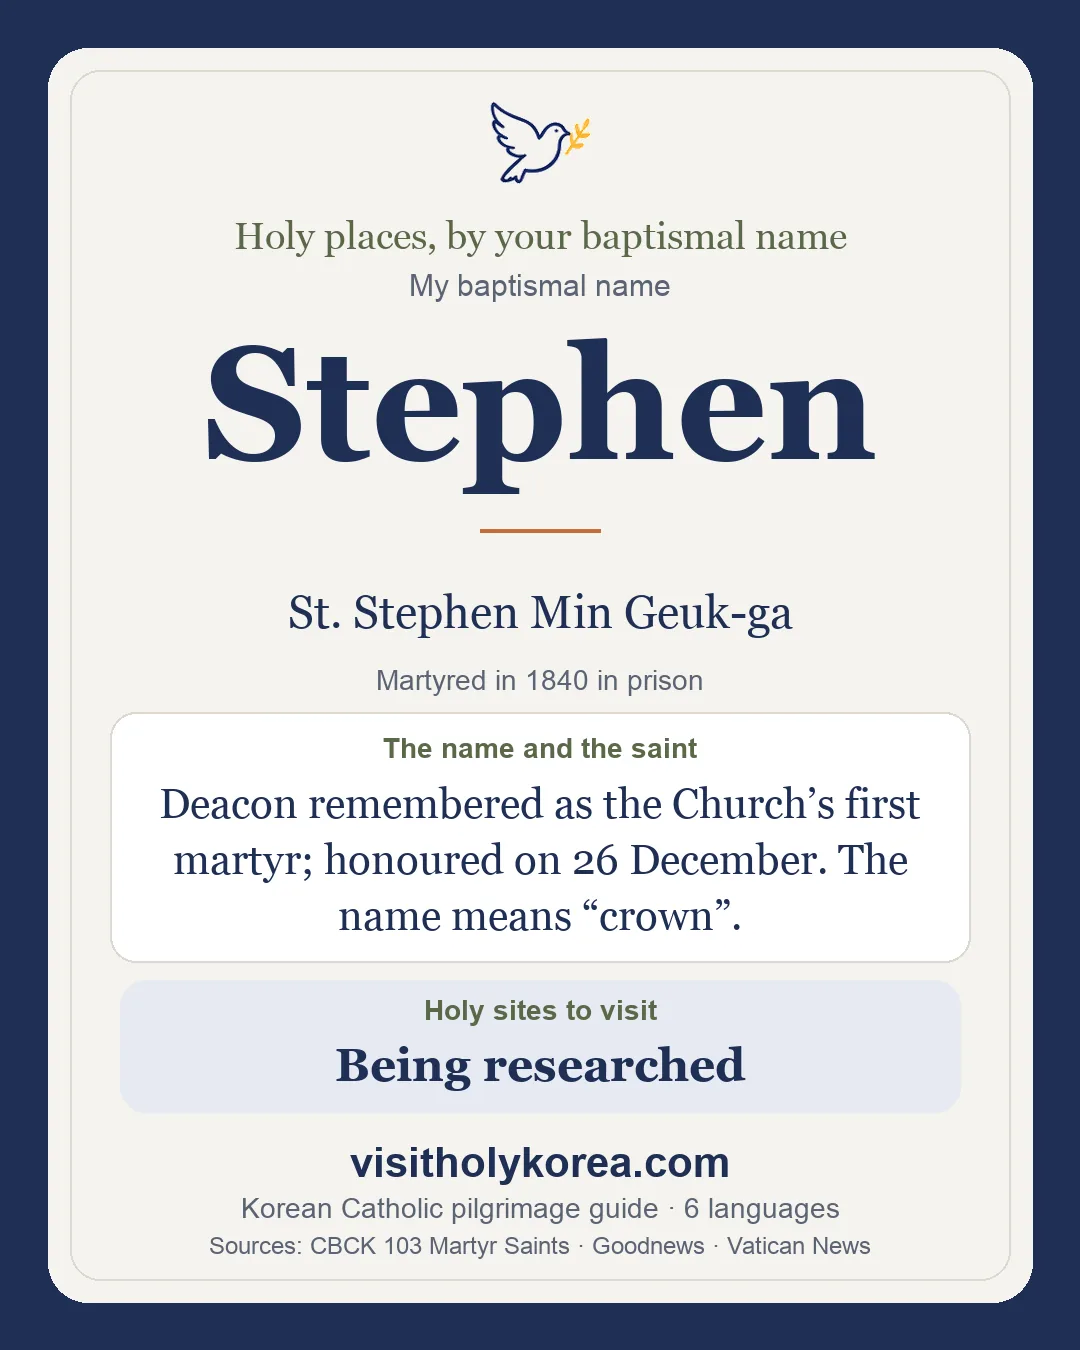 Holy places, by your baptismal name
My baptismal name
Stephen
St. Stephen Min Geuk-ga
Martyred in 1840 in prison
The name and the saint
Deacon remembered as the Church’s first
martyr; honoured on 26 December. The
name means “crown”.
Holy sites to visit
Being researched
visitholykorea.com
Korean Catholic pilgrimage guide · 6 languages
Sources: CBCK 103 Martyr Saints · Goodnews · Vatican News